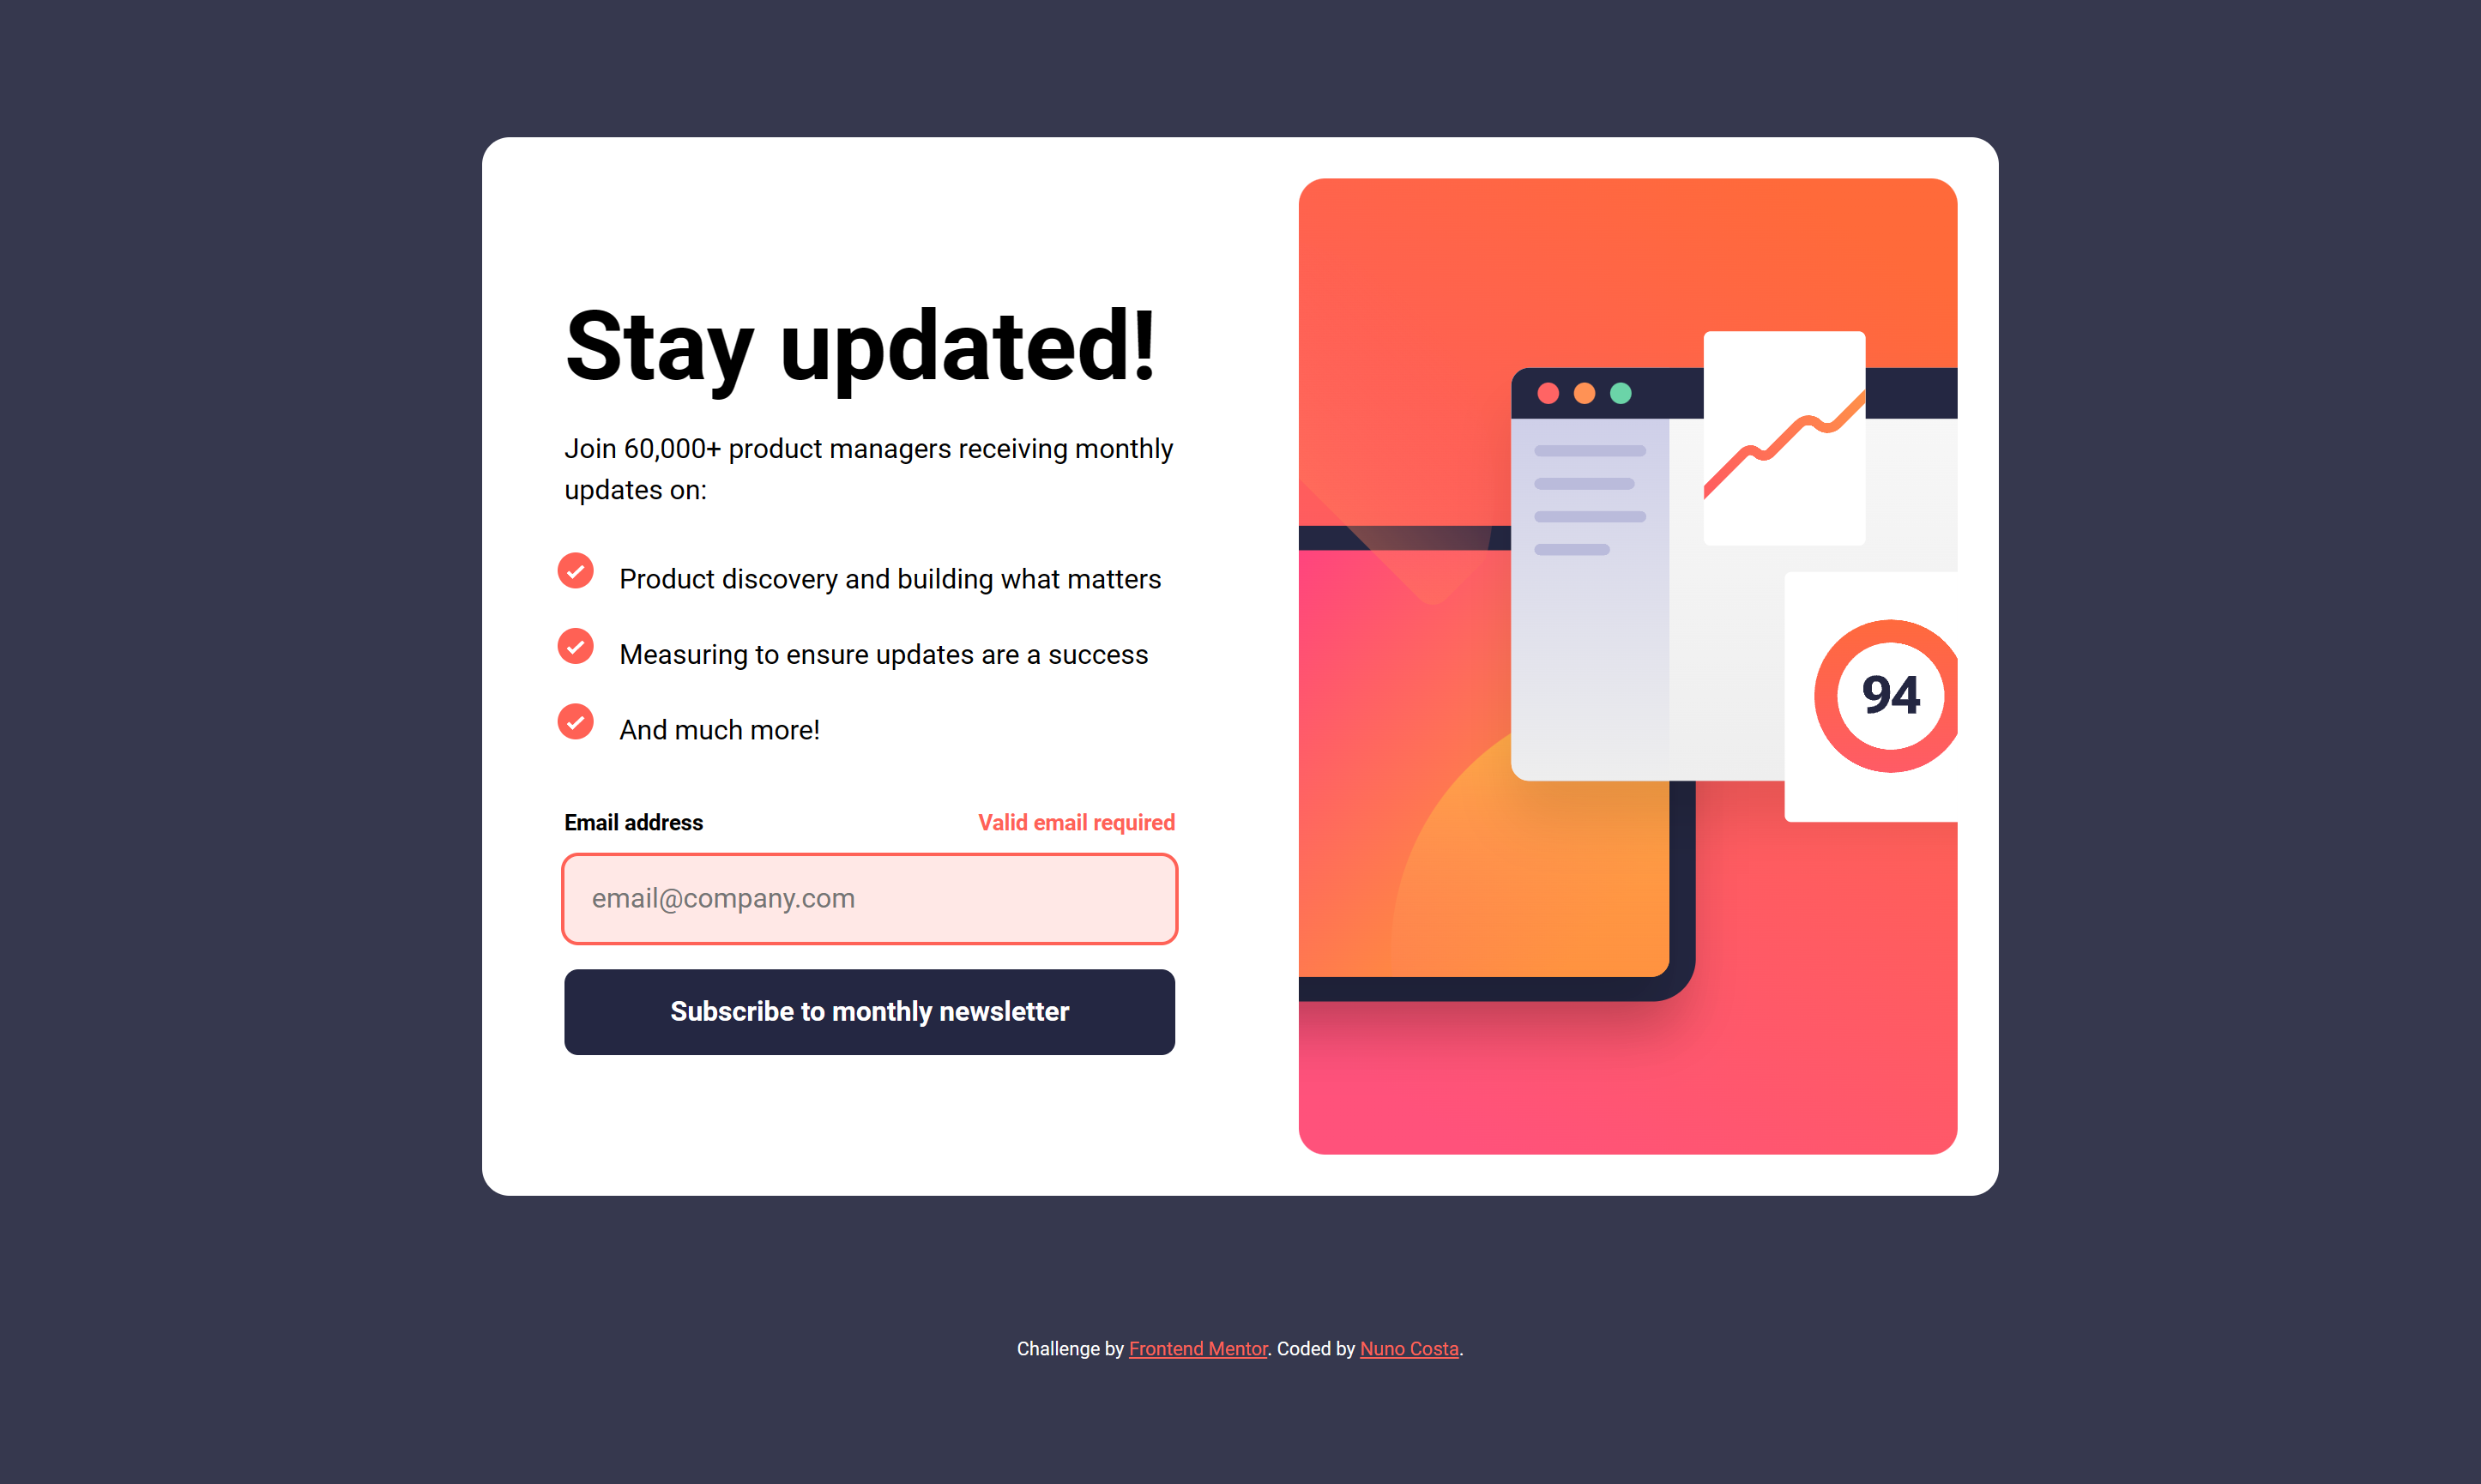 Stay updated!
Join 60,000+ product managers receiving monthly
updates on:
Product discovery and building what matters
Measuring to ensure updates are a success
And much more!
Email address Valid email required
email@company.com
Subscribe to monthly newsletter
94
Challenge by Frontend Mentor. Coded by Nuno Costa.